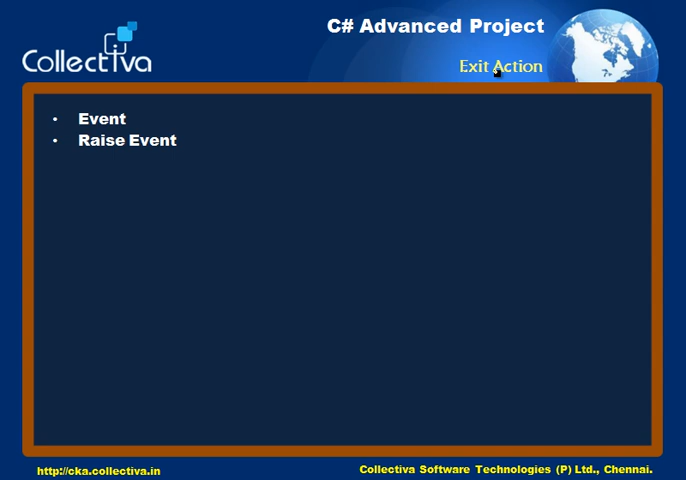 Collectiva
C# Advanced Project
Exit Action
• Event
• Raise Event
http://cka.collectiva.in
Collectiva Software Technologies (P) Ltd., Chennai.